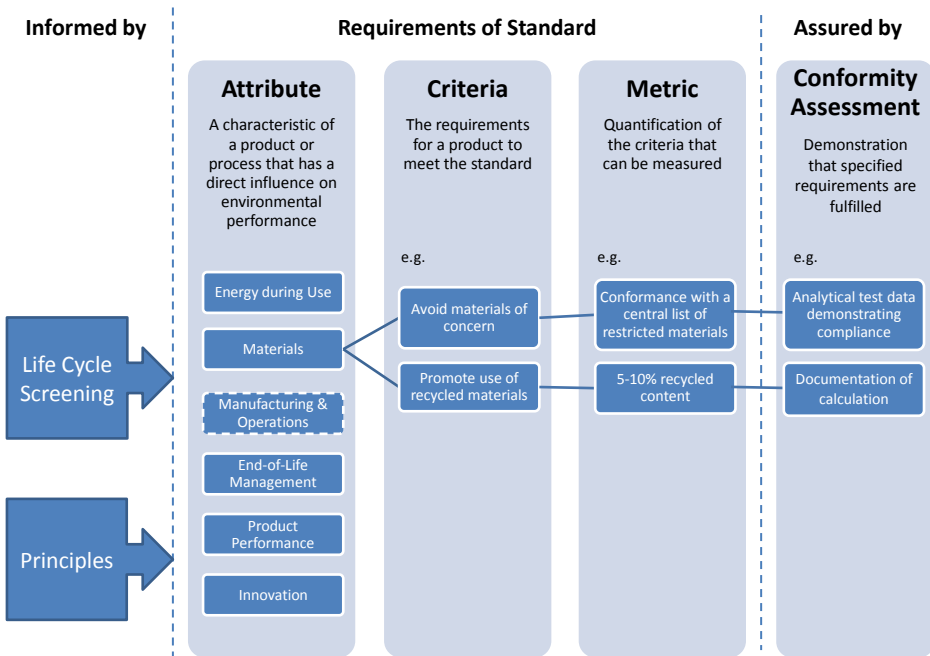 Informed by
Requirements of Standard
Assured by
Attribute
A characteristic of
a product or
process that has a
direct influence on
environmental
performance
Criteria
The requirements
for a product to
meet the standard
Metric
Quantification of
the criteria that
can be measured
Conformity
Assessment
Demonstration
that specified
requirements are
fulfilled
e.g.
e.g.
e.g.
Life Cycle
Screening
Principles
Energy during Use
Materials
Manufacturing &
Operations
End-of-Life
Management
Product
Performance
Innovation
Avoid materials of
concern
Promote use of
recycled materials
Conformance with a
central list of
restricted materials
5-10% recycled
content
Analytical test data
demonstrating
compliance
Documentation of
calculation